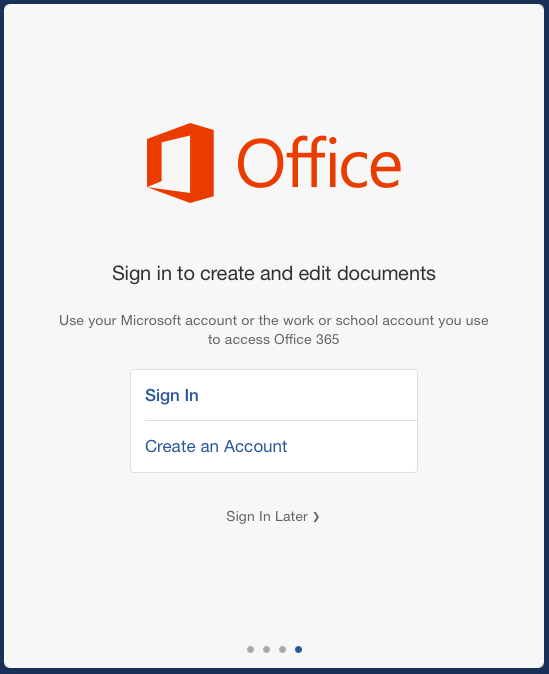 Office
Sign in to create and edit documents
Use your Microsoft account or the work or school account you use
to access Office 365
Sign In
Create an Account
Sign In Later ❯